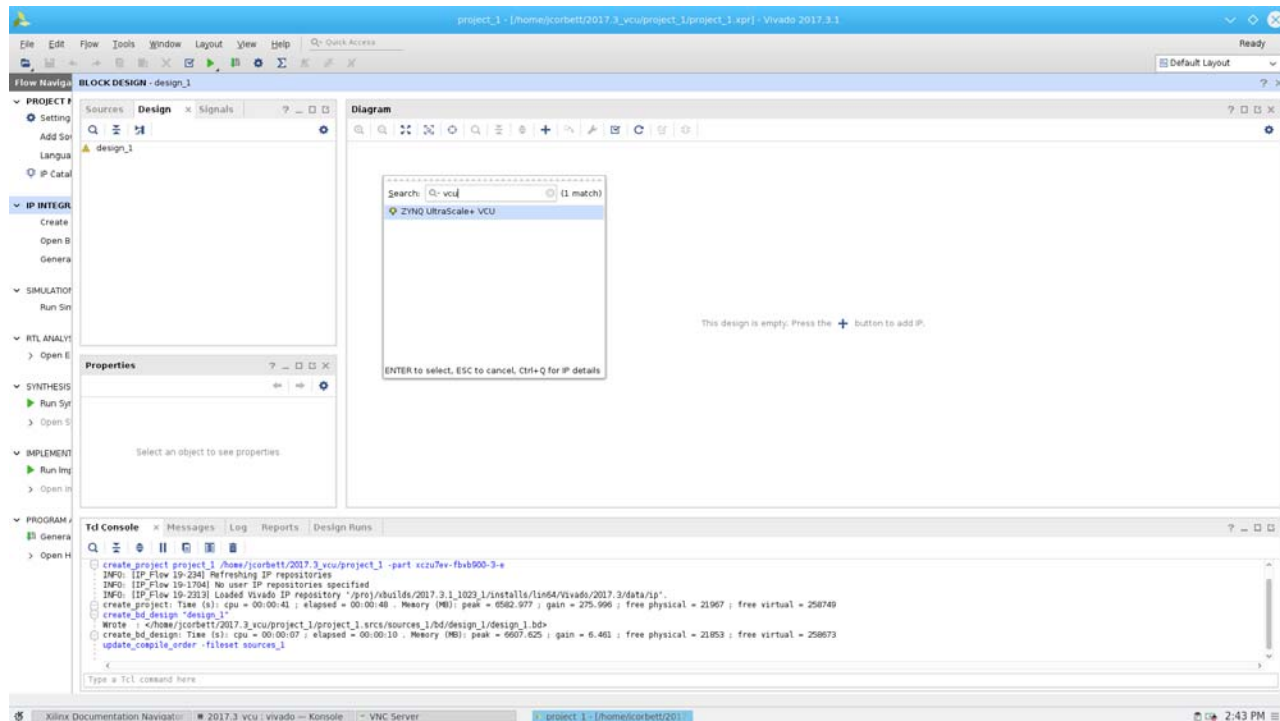 project_1 - [/home/jcorbett/2017.3_vcu/project_1/project_1.xpr] - Vivado 2017.3.1
File Edit Flow Tools Window Layout View Help Quick Access
Ready
Default Layout
Flow Naviga
BLOCK DESIGN - design_1
PROJECT M
Setting
Add Sou
Langua
IP Catal
IP INTEGR
Create
Open B
Genera
SIMULATION
Run Sim
RTL ANALYS
Open E
SYNTHESIS
Run Syn
Open S
IMPLEMENT
Run Imp
Open Im
PROGRAM A
Genera
Open H
Sources Design Signals
design_1
Properties
Select an object to see properties
Diagram
Search: vcu (1 match)
ZYNQ UltraScale+ VCU
ENTER to select, ESC to cancel, Ctrl+Q for IP details
This design is empty. Press the + button to add IP.
Tcl Console Messages Log Reports Design Runs
create_project project_1 /home/jcorbett/2017.3_vcu/project_1 -part xczu7ev-fbvb900-3-e
INFO: [IP_Flow 19-234] Refreshing IP repositories
INFO: [IP_Flow 19-1704] No user IP repositories specified
INFO: [IP_Flow 19-2313] Loaded Vivado IP repository '/proj/xbuilds/2017.3.1_1023_1/installs/lin64/Vivado/2017.3/data/ip'.
create_project: Time (s): cpu = 00:00:41 ; elapsed = 00:00:48 . Memory (MB): peak = 6582.977 ; gain = 275.996 ; free physical = 21967 ; free virtual = 258749
create_bd_design "design_1"
Wrote : </home/jcorbett/2017.3_vcu/project_1/project_1.srcs/sources_1/bd/design_1/design_1.bd>
create_bd_design: Time (s): cpu = 00:00:07 ; elapsed = 00:00:10 . Memory (MB): peak = 6607.625 ; gain = 6.461 ; free physical = 21853 ; free virtual = 258673
update_compile_order -fileset sources_1
Type a Tcl command here
Xilinx Documentation Navigator 2017.3_vcu : vivado — Konsole VNC Server project_1 - [/home/jcorbett/201 2:43 PM